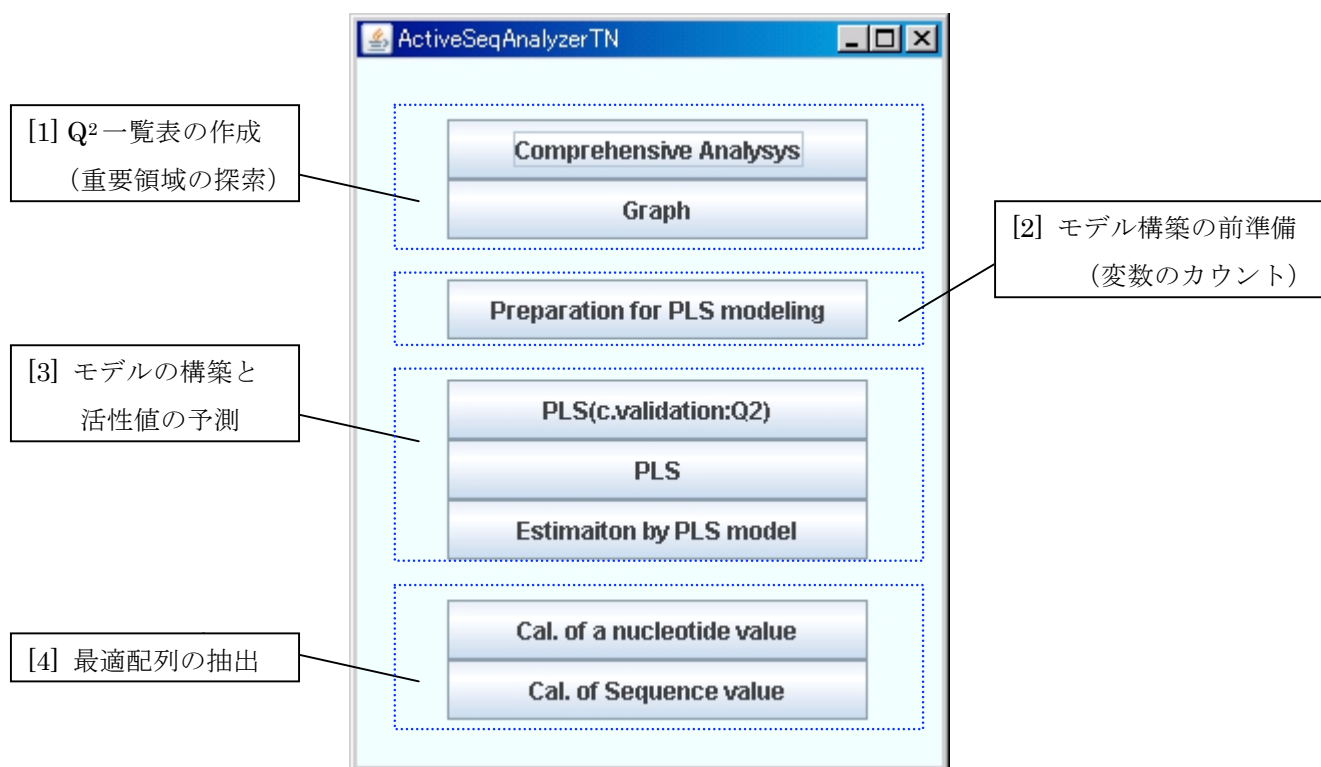 ActiveSeqAnalyzerTN
[1] Q²一覧表の作成
（重要領域の探索）
Comprehensive Analysys
Graph
[2] モデル構築の前準備
（変数のカウント）
Preparation for PLS modeling
[3] モデルの構築と
活性値の予測
PLS(c.validation:Q2)
PLS
Estimaiton by PLS model
[4] 最適配列の抽出
Cal. of a nucleotide value
Cal. of Sequence value